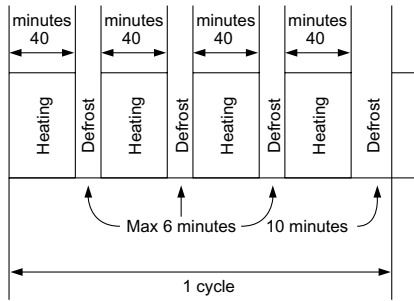 minutes minutes minutes minutes
40 40 40 40
Heating Defrost Heating Defrost Heating Defrost Heating Defrost
Max 6 minutes 10 minutes
1 cycle